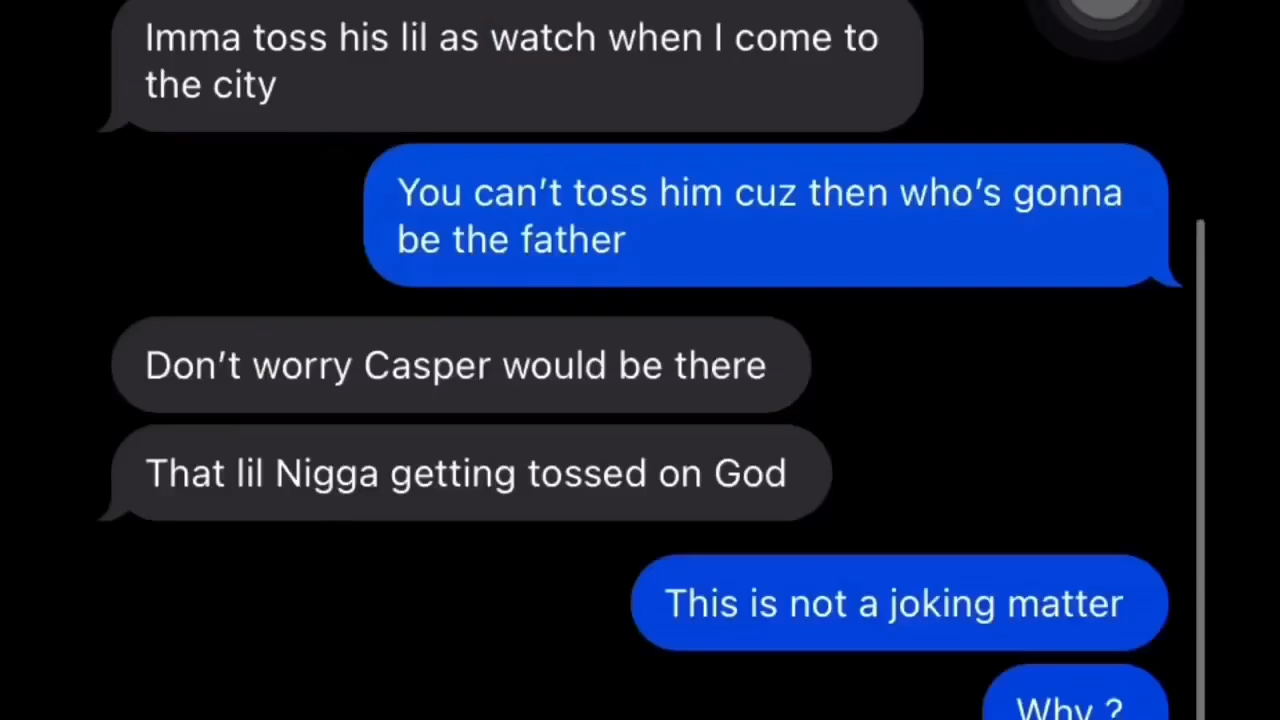 Imma toss his lil as watch when I come to
the city
You can't toss him cuz then who's gonna
be the father
Don't worry Casper would be there
That lil Nigga getting tossed on God
This is not a joking matter
Why ?